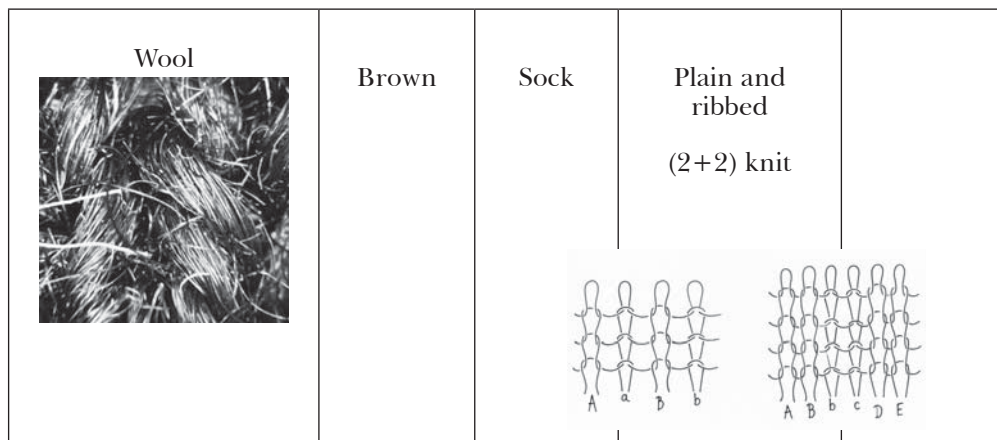 Wool
Brown
Sock
Plain and
ribbed
(2+2) knit
A a B b
A B b c D E